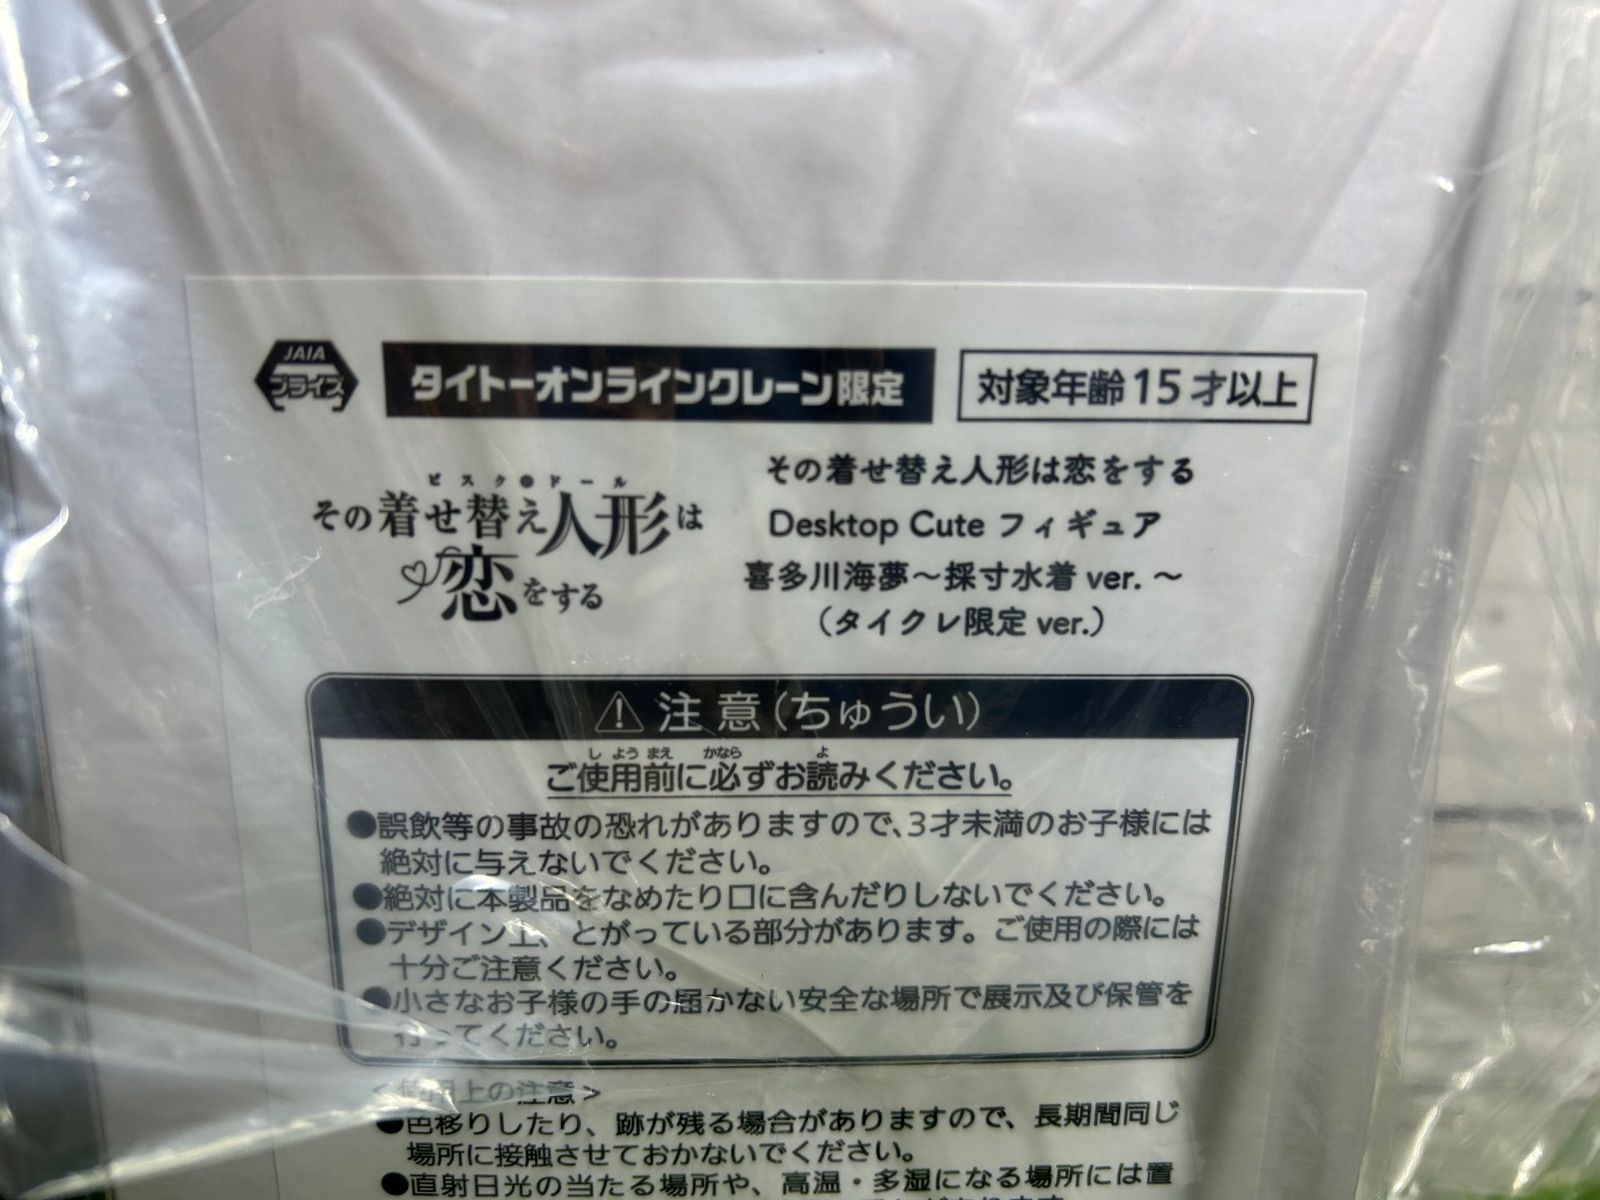 JAIA
プライズ
タイトーオンラインクレーン限定
対象年齢15才以上
ビスク・ドール
その着せ替え人形は
恋をする
その着せ替え人形は恋をする
Desktop Cute フィギュア
喜多川海夢～採寸水着 ver. ～
（タイクレ限定 ver.）
⚠注意(ちゅうい)
しようまえ かなら よ
ご使用前に必ずお読みください。
●誤飲等の事故の恐れがありますので、3才未満のお子様には
絶対に与えないでください。
●絶対に本製品をなめたり口に含んだりしないでください。
●デザイン上、とがっている部分があります。ご使用の際には
十分ご注意ください。
●小さなお子様の手の届かない安全な場所で展示及び保管を
行ってください。
<使用上の注意>
●色移りしたり、跡が残る場合がありますので、長期間同じ
場所に接触させておかないでください。
●直射日光の当たる場所や、高温・多湿になる場所には置